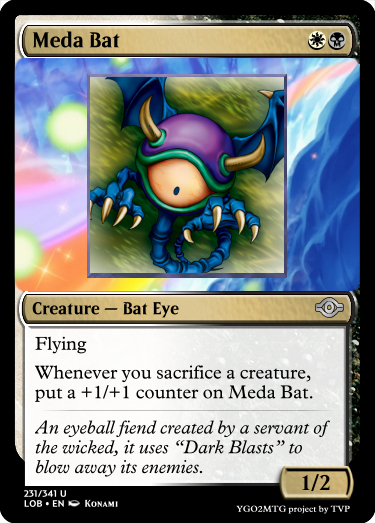 Meda Bat
Creature — Bat Eye
Flying
Whenever you sacrifice a creature,
put a +1/+1 counter on Meda Bat.
An eyeball fiend created by a servant of
the wicked, it uses “Dark Blasts” to
blow away its enemies.
1/2
231/341 U
LOB • EN Konami
YGO2MTG project by TVP